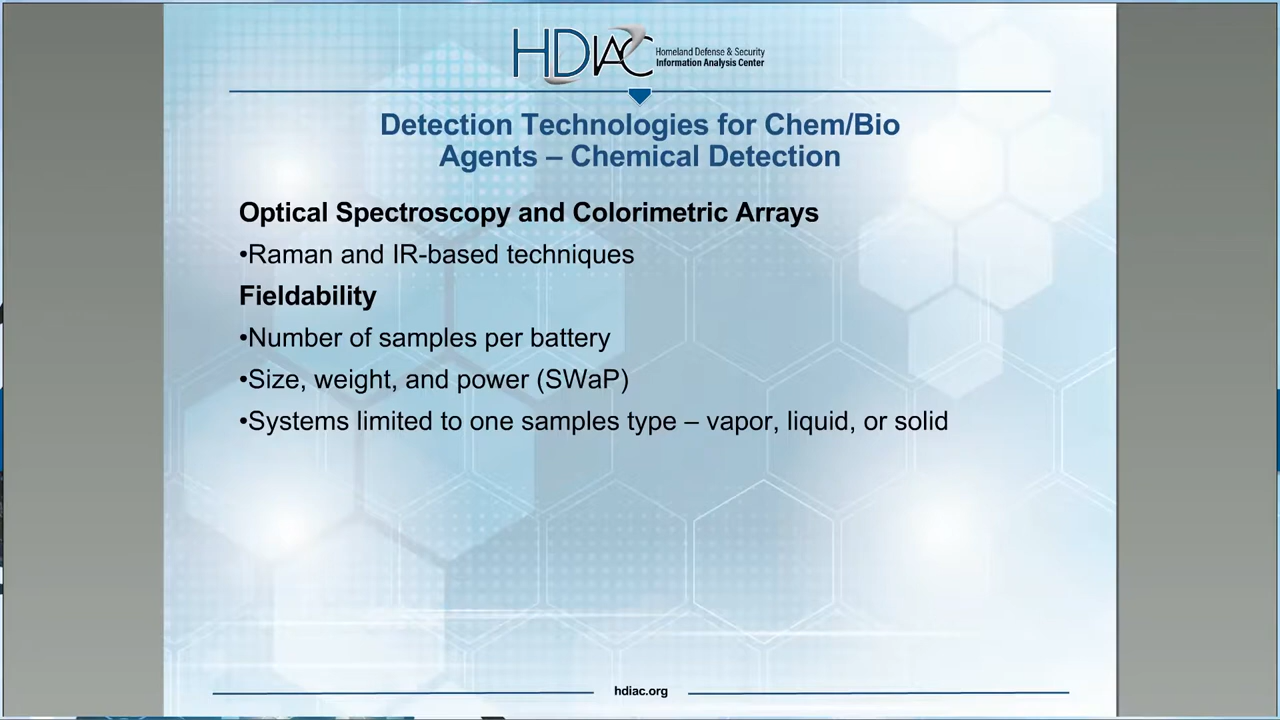 HDIAC
Homeland Defense & Security
Information Analysis Center
Detection Technologies for Chem/Bio
Agents – Chemical Detection
Optical Spectroscopy and Colorimetric Arrays
•Raman and IR-based techniques
Fieldability
•Number of samples per battery
•Size, weight, and power (SWaP)
•Systems limited to one samples type – vapor, liquid, or solid
hdiac.org